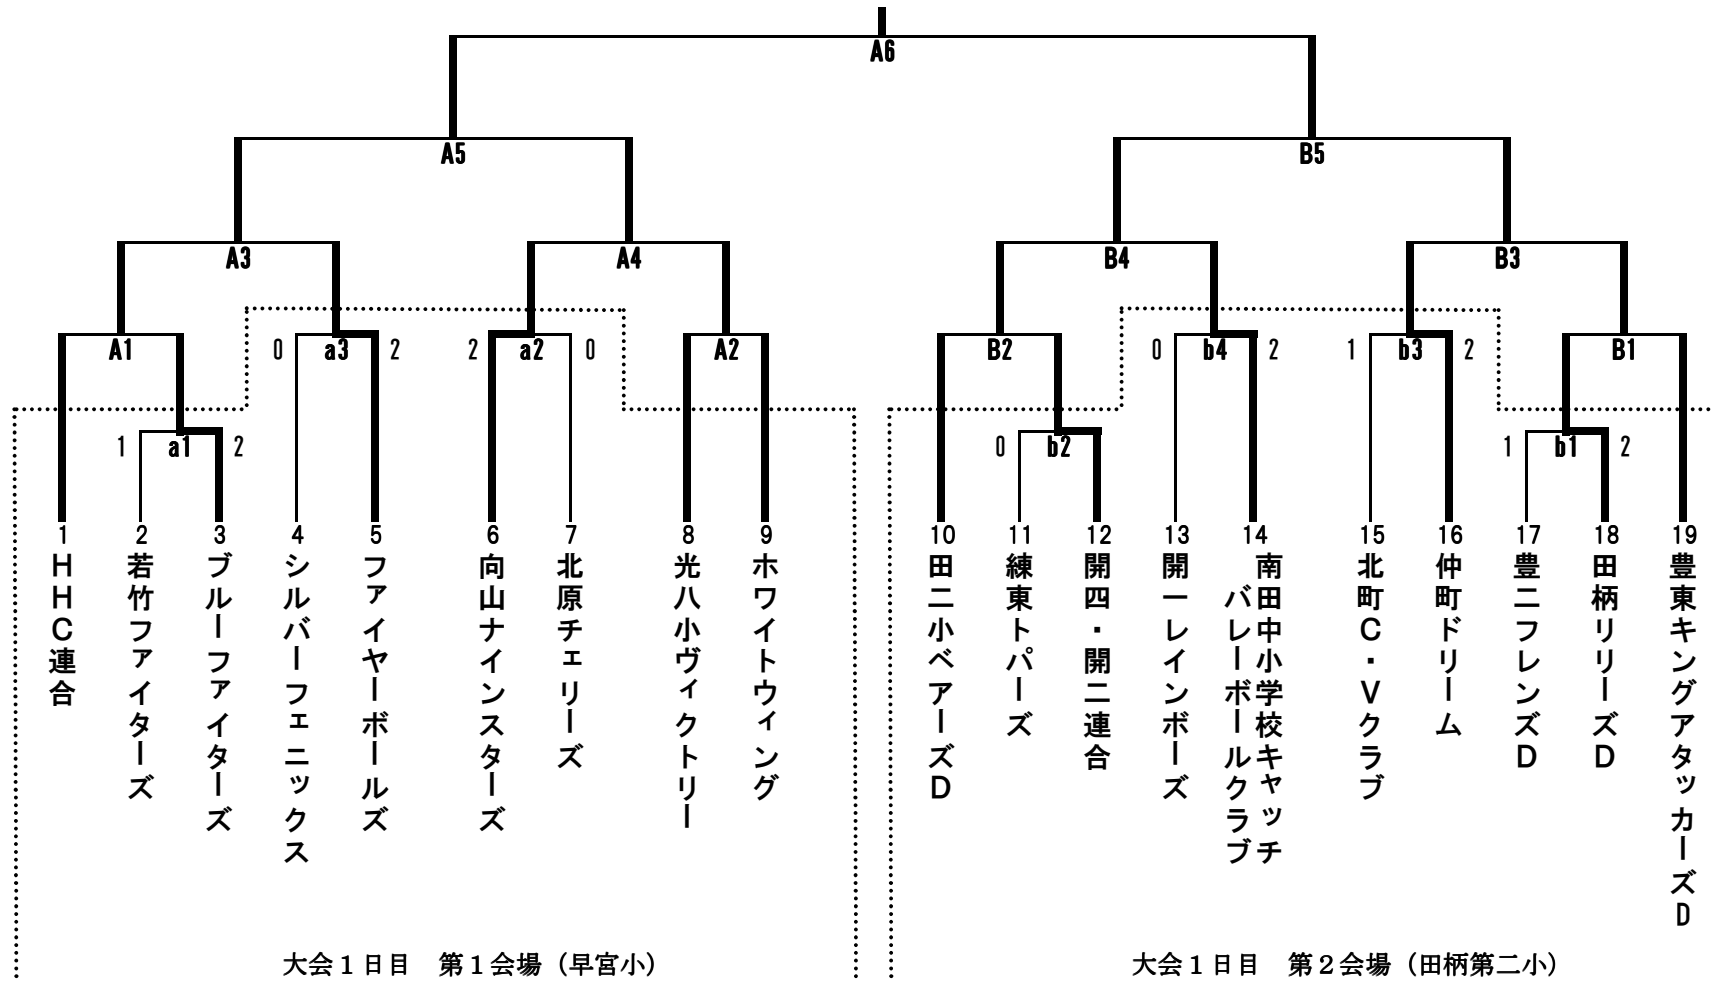 A6
A5
B5
A3
A4
B4
B3
A1
0
a3
2
2
a2
0
A2
B2
0
b4
2
1
b3
2
B1
1
a1
2
0
b2
1
b1
2
1
2
3
4
5
6
7
8
9
10
11
12
13
14
15
16
17
18
19
ＨＨＣ連合
若竹ファイターズ
ブルーファイターズ
シルバーフェニックス
ファイヤーボールズ
向山ナインスターズ
北原チェリーズ
光八小ヴィクトリー
ホワイトウィング
田二小ベアーズD
練東トパーズ
開四・開二連合
開一レインボーズ
南田中小学校キャッチ
バレーボールクラブ
北町C・Vクラブ
仲町ドリーム
豊二フレンズD
田柄リリーズD
豊東キングアタッカーズD
大会１日目　第１会場（早宮小）
大会１日目　第２会場（田柄第二小）